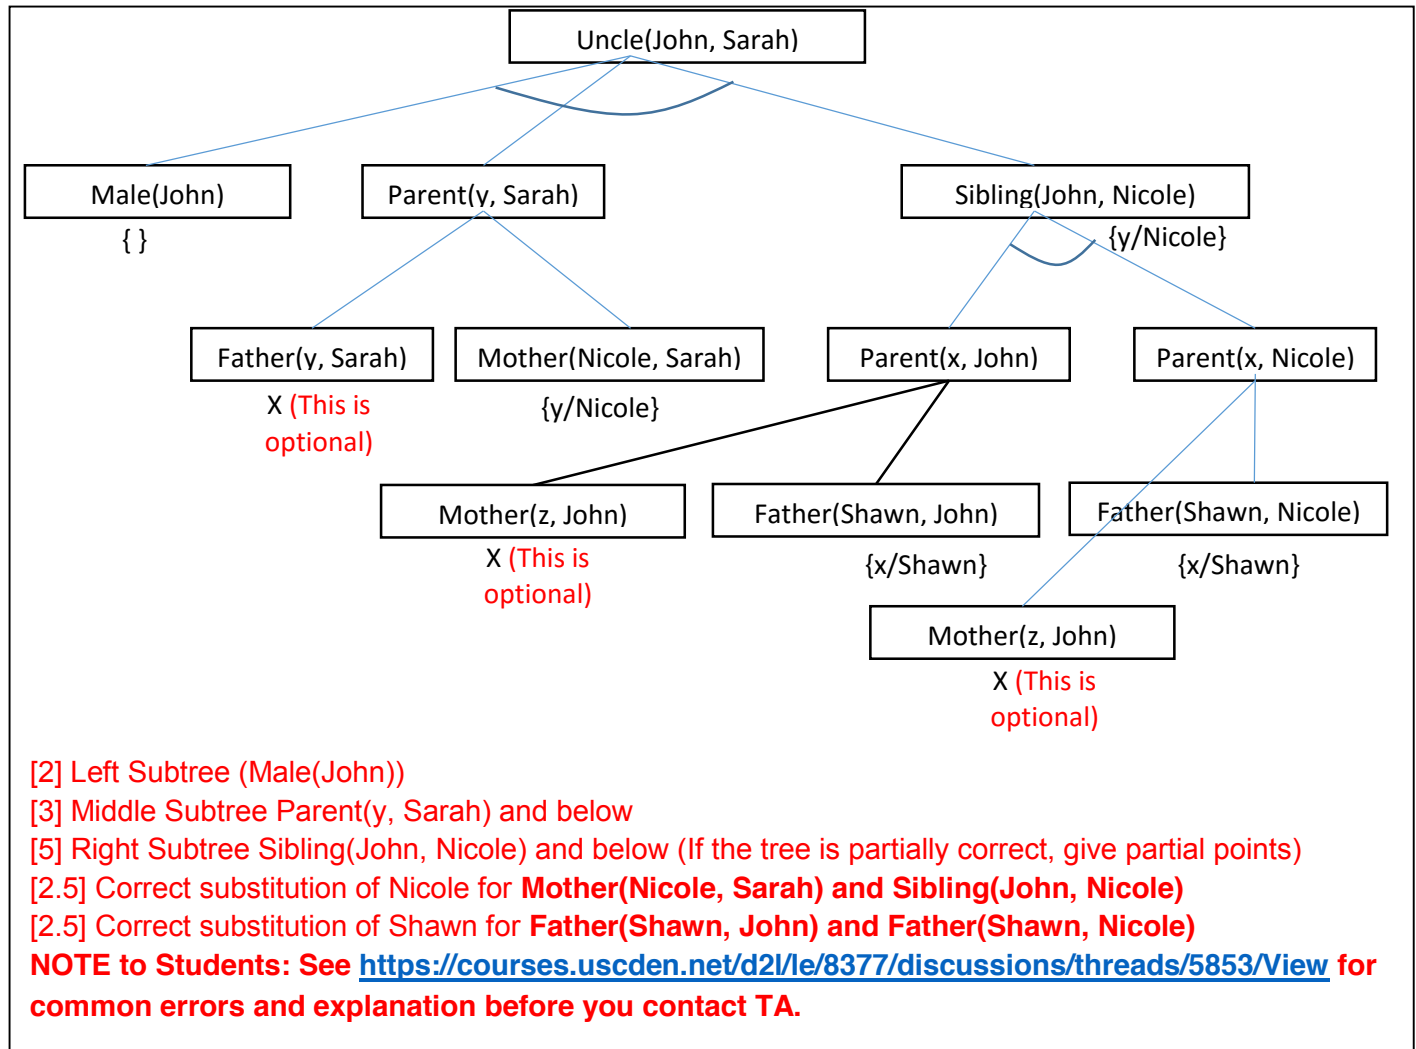 Uncle(John, Sarah)
Male(John)
Parent(y, Sarah)
Sibling(John, Nicole)
{ }
{y/Nicole}
Father(y, Sarah)
Mother(Nicole, Sarah)
Parent(x, John)
Parent(x, Nicole)
X (This is
optional)
{y/Nicole}
Mother(z, John)
Father(Shawn, John)
Father(Shawn, Nicole)
X (This is
optional)
{x/Shawn}
{x/Shawn}
Mother(z, John)
X (This is
optional)
[2] Left Subtree (Male(John))
[3] Middle Subtree Parent(y, Sarah) and below
[5] Right Subtree Sibling(John, Nicole) and below (If the tree is partially correct, give partial points)
[2.5] Correct substitution of Nicole for Mother(Nicole, Sarah) and Sibling(John, Nicole)
[2.5] Correct substitution of Shawn for Father(Shawn, John) and Father(Shawn, Nicole)
NOTE to Students: See https://courses.uscden.net/d2l/le/8377/discussions/threads/5853/View for
common errors and explanation before you contact TA.